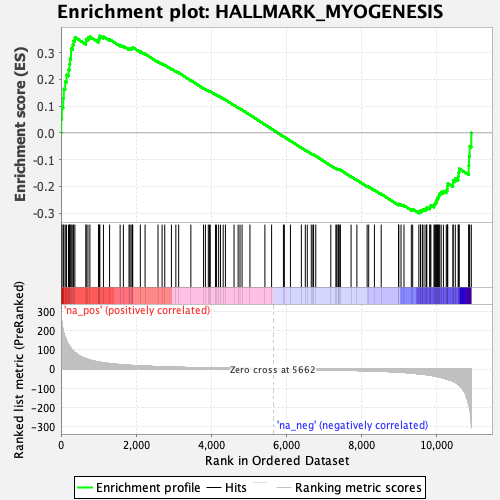 Enrichment plot: HALLMARK_MYOGENESIS
Enrichment score (ES)
0.3
0.2
0.1
0.0
-0.1
-0.2
-0.3
'na_pos' (positively correlated)
Ranked list metric (PreRanked)
300
200
100
0
-100
-200
-300
Zero cross at 5662
'na_neg' (negatively correlated)
0
2,000
4,000
6,000
8,000
10,000
Rank in Ordered Dataset
Enrichment profile
Hits
Ranking metric scores